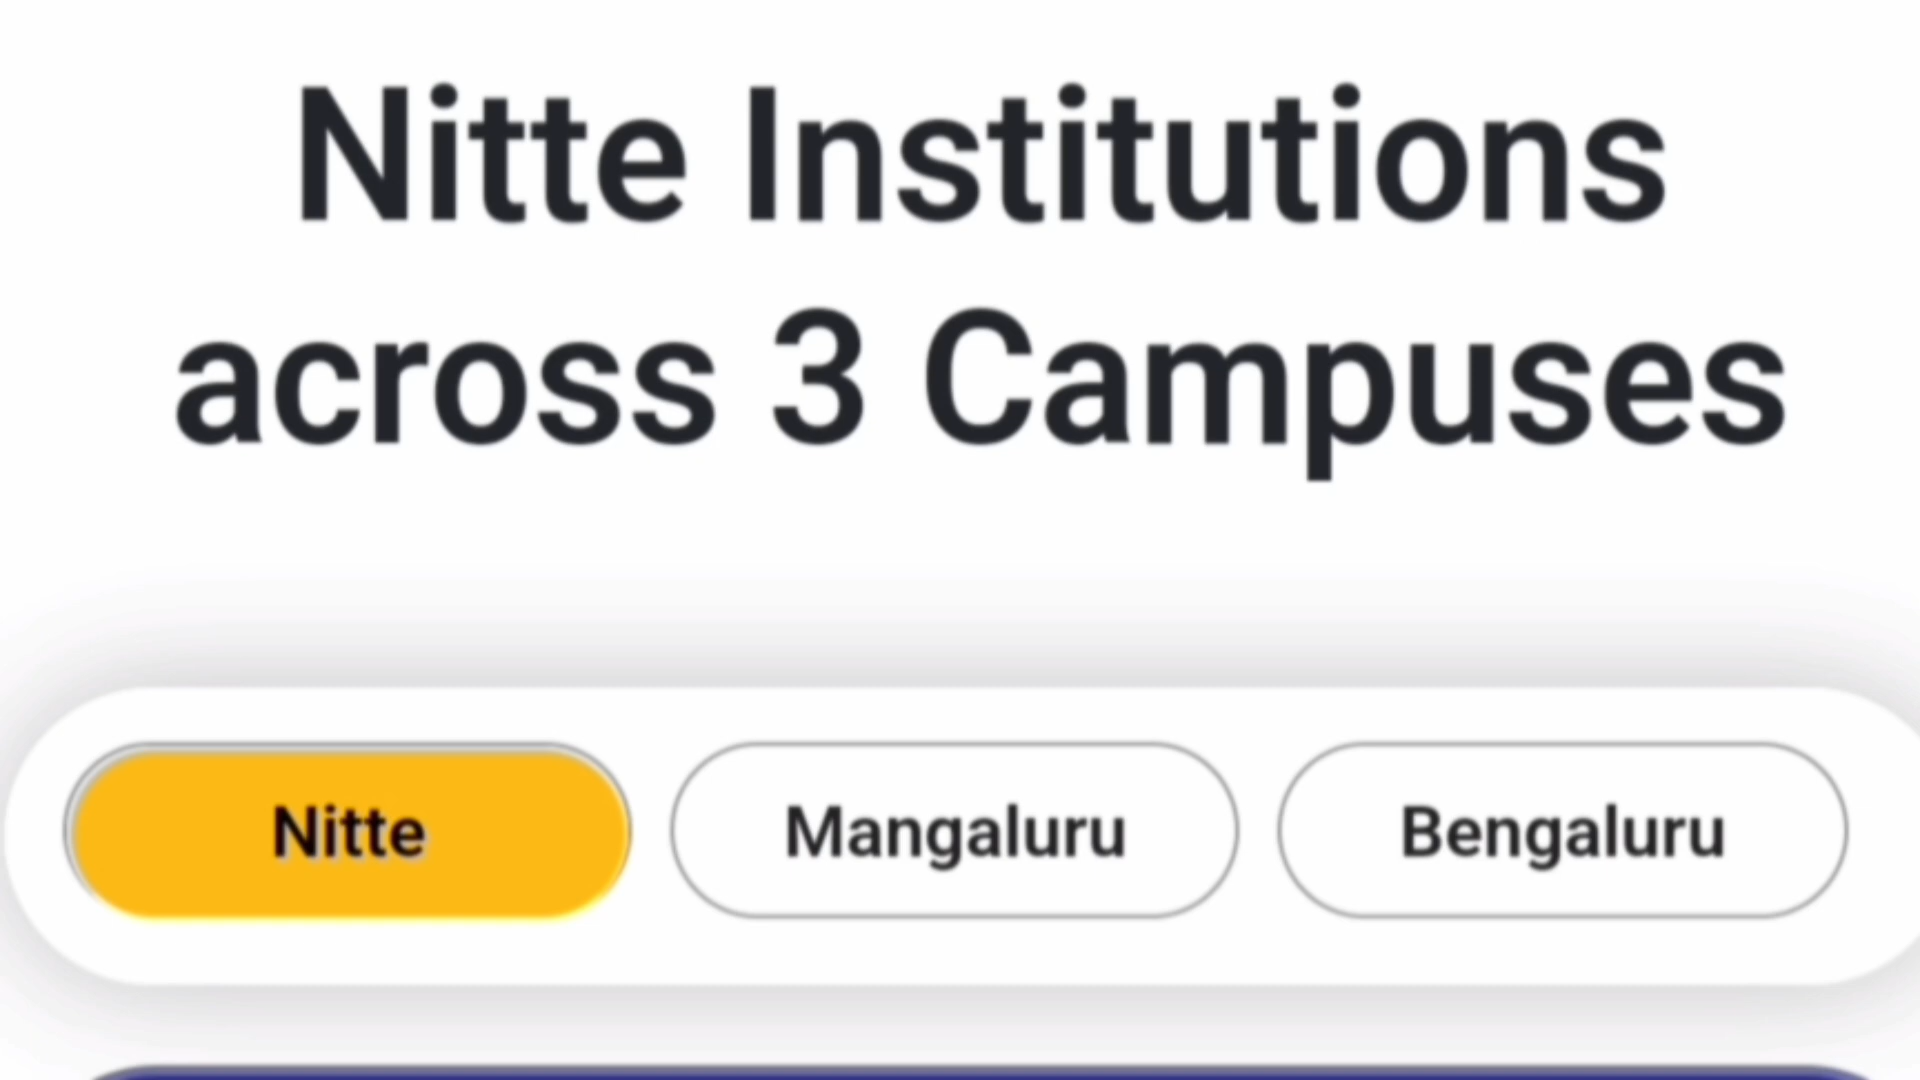 Nitte Institutions
across 3 Campuses
Nitte
Mangaluru
Bengaluru